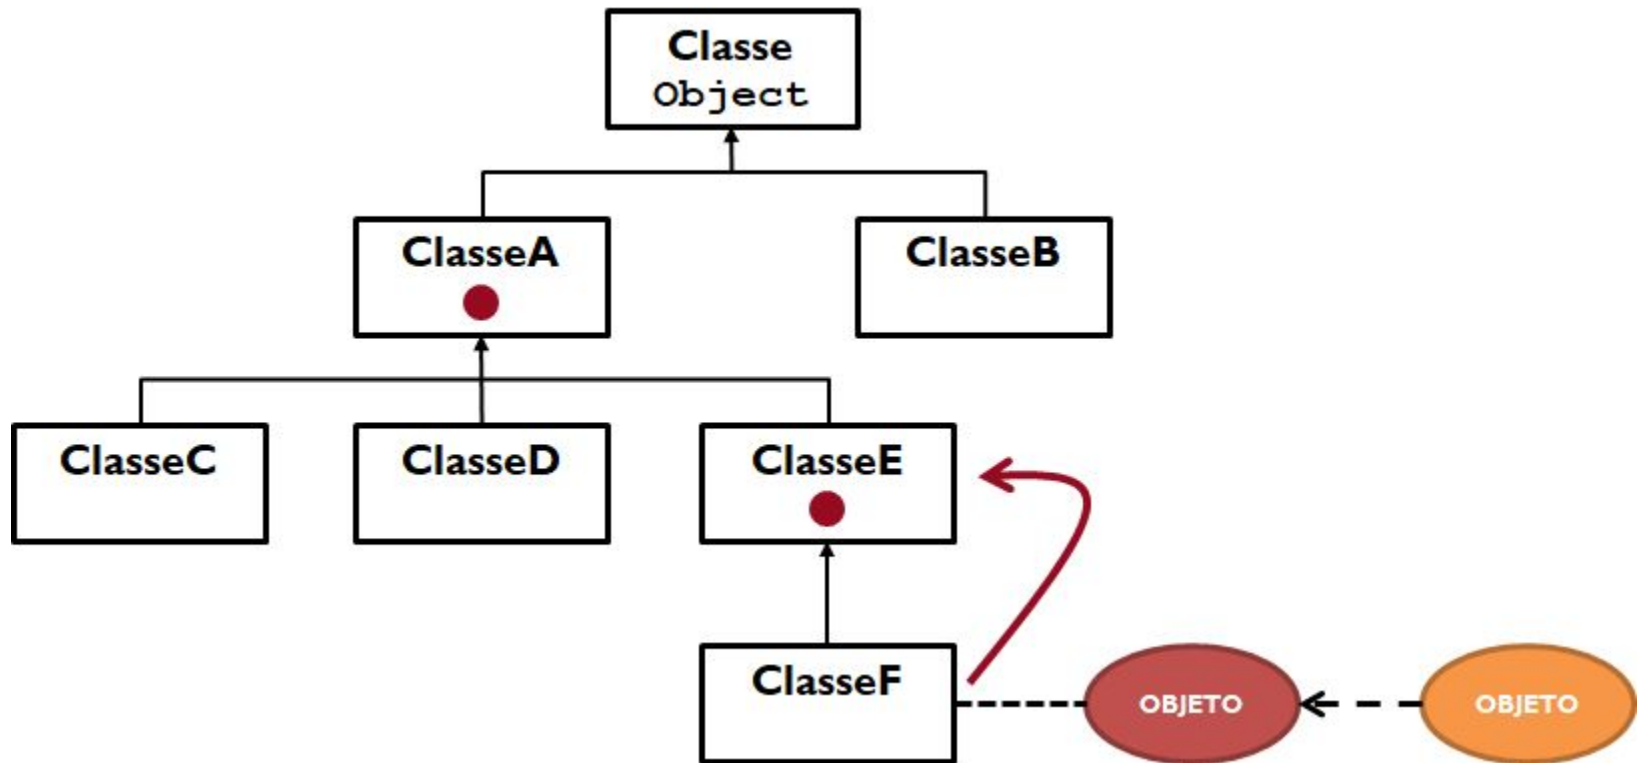 Classe
Object
ClasseA
ClasseB
ClasseC
ClasseD
ClasseE
ClasseF
OBJETO
OBJETO